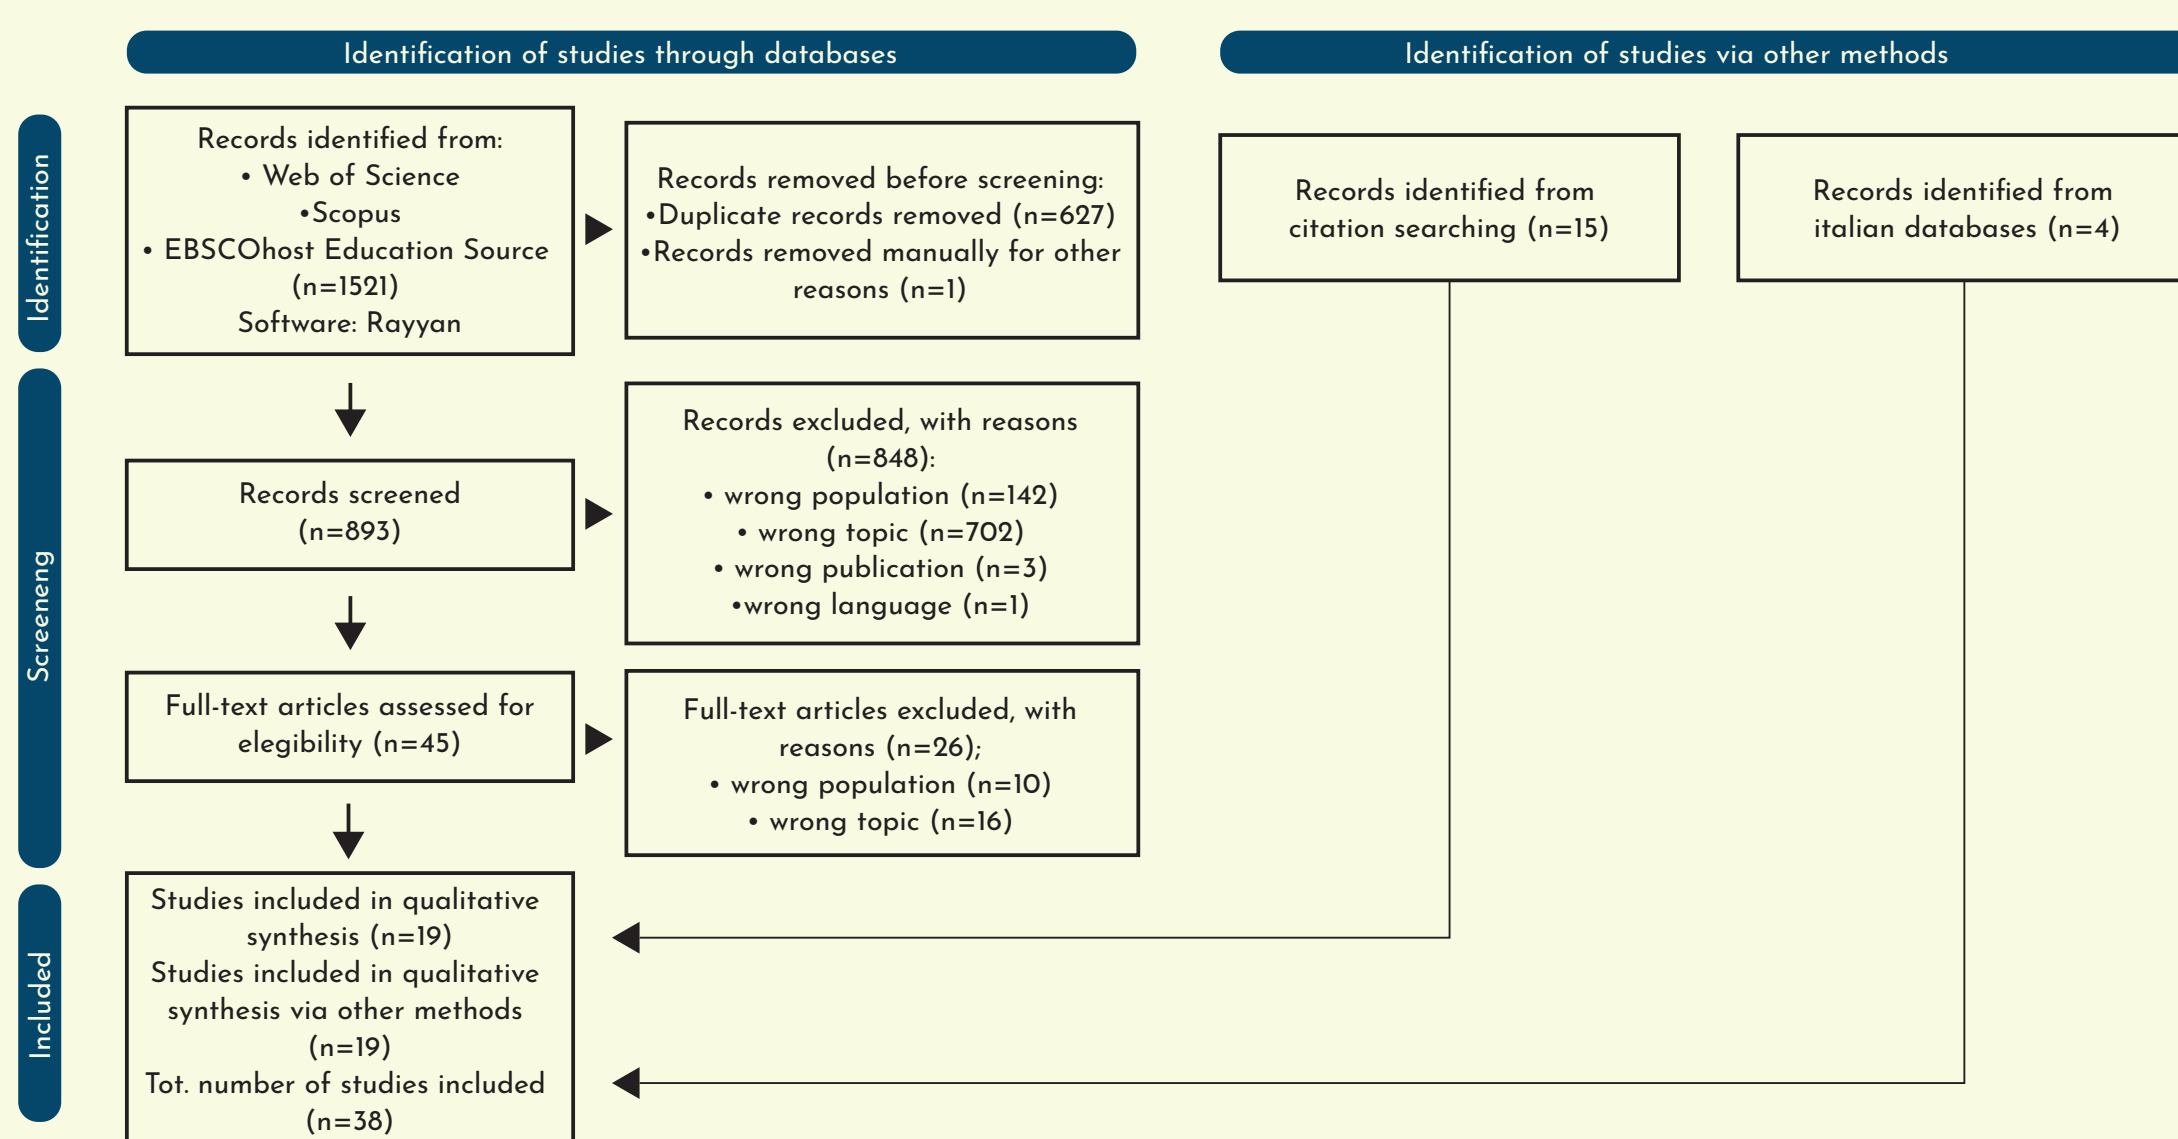 Identification of studies through databases
Identification of studies via other methods
Identification
Records identified from:
• Web of Science
•Scopus
• EBSCOhost Education Source
(n=1521)
Software: Rayyan
Records removed before screening:
•Duplicate records removed (n=627)
•Records removed manually for other
reasons (n=1)
Records identified from
citation searching (n=15)
Records identified from
italian databases (n=4)
Screeneng
Records screened
(n=893)
Records excluded, with reasons
(n=848):
• wrong population (n=142)
• wrong topic (n=702)
• wrong publication (n=3)
•wrong language (n=1)
Full-text articles assessed for
elegibility (n=45)
Full-text articles excluded, with
reasons (n=26);
• wrong population (n=10)
• wrong topic (n=16)
Included
Studies included in qualitative
synthesis (n=19)
Studies included in qualitative
synthesis via other methods
(n=19)
Tot. number of studies included
(n=38)